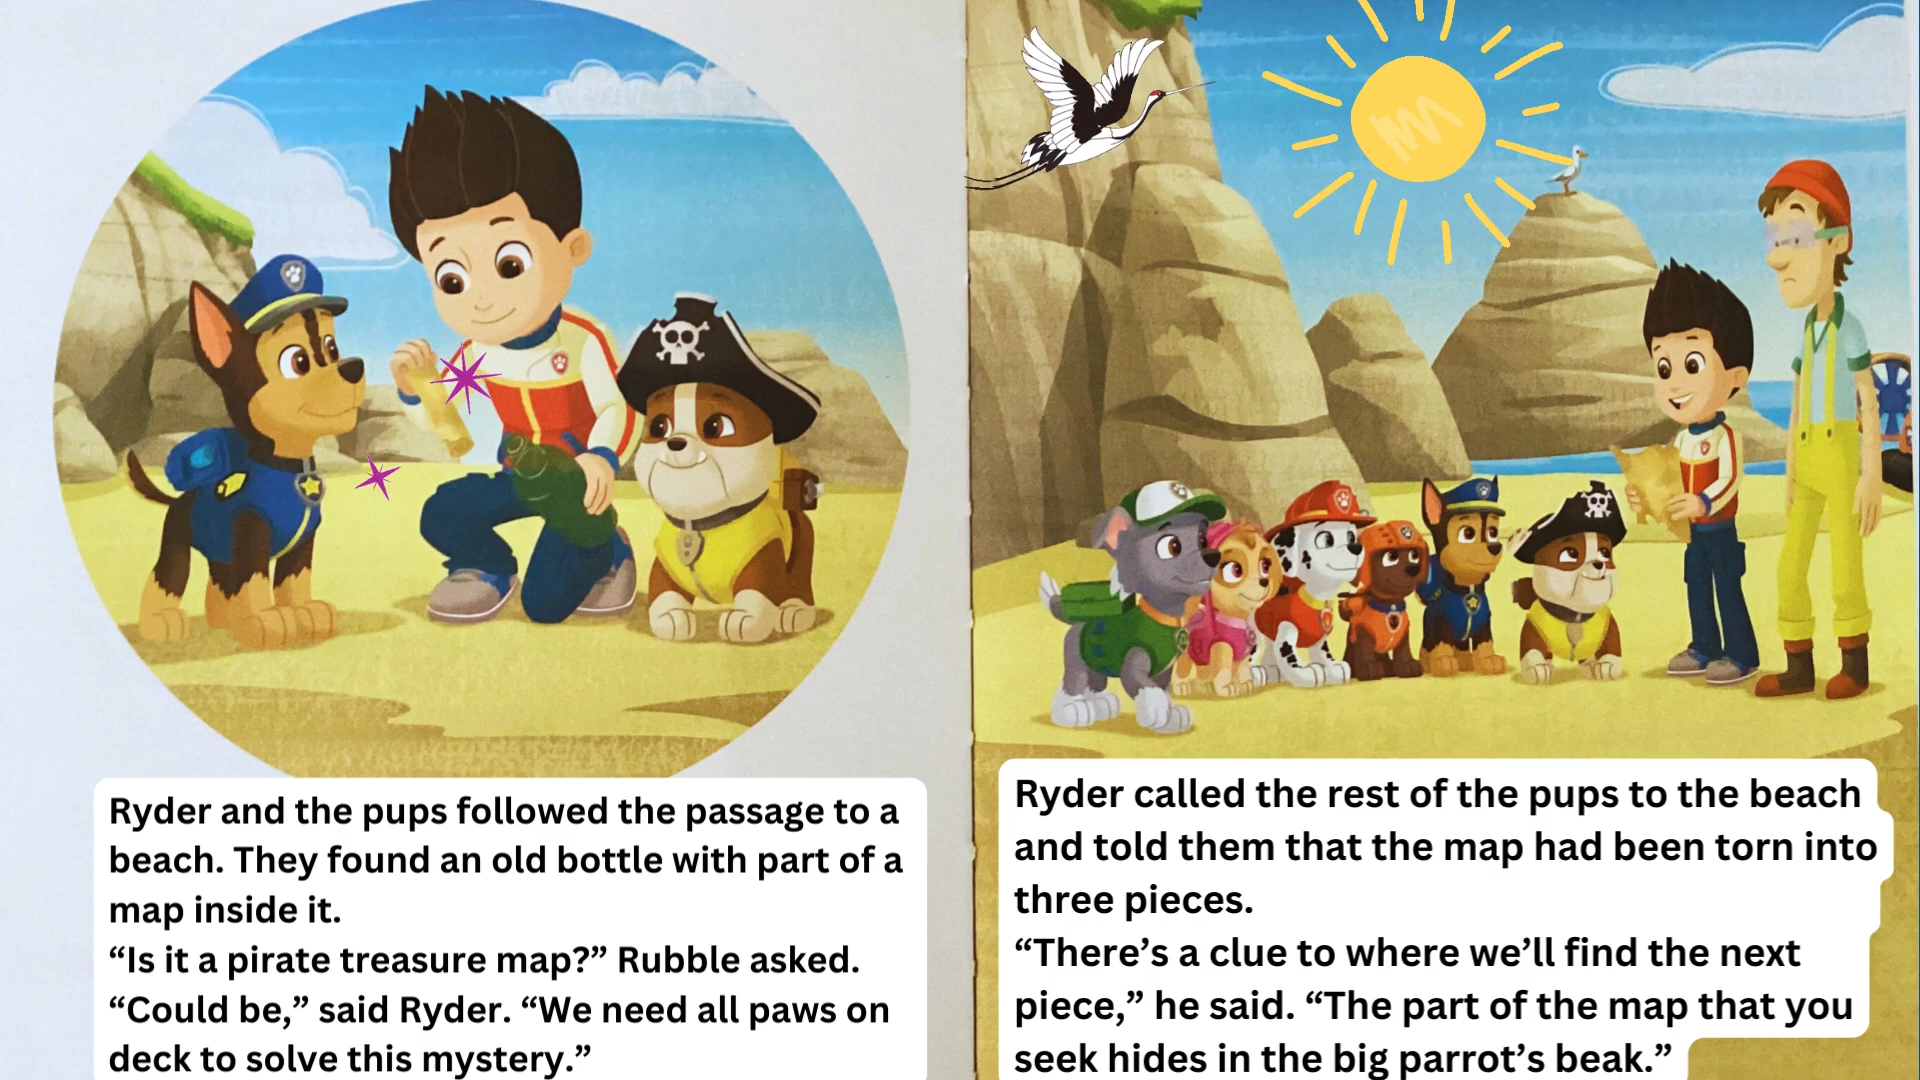 Ryder and the pups followed the passage to a
beach. They found an old bottle with part of a
map inside it.
“Is it a pirate treasure map?” Rubble asked.
“Could be,” said Ryder. “We need all paws on
deck to solve this mystery.”
Ryder called the rest of the pups to the beach
and told them that the map had been torn into
three pieces.
“There’s a clue to where we’ll find the next
piece,” he said. “The part of the map that you
seek hides in the big parrot’s beak.”